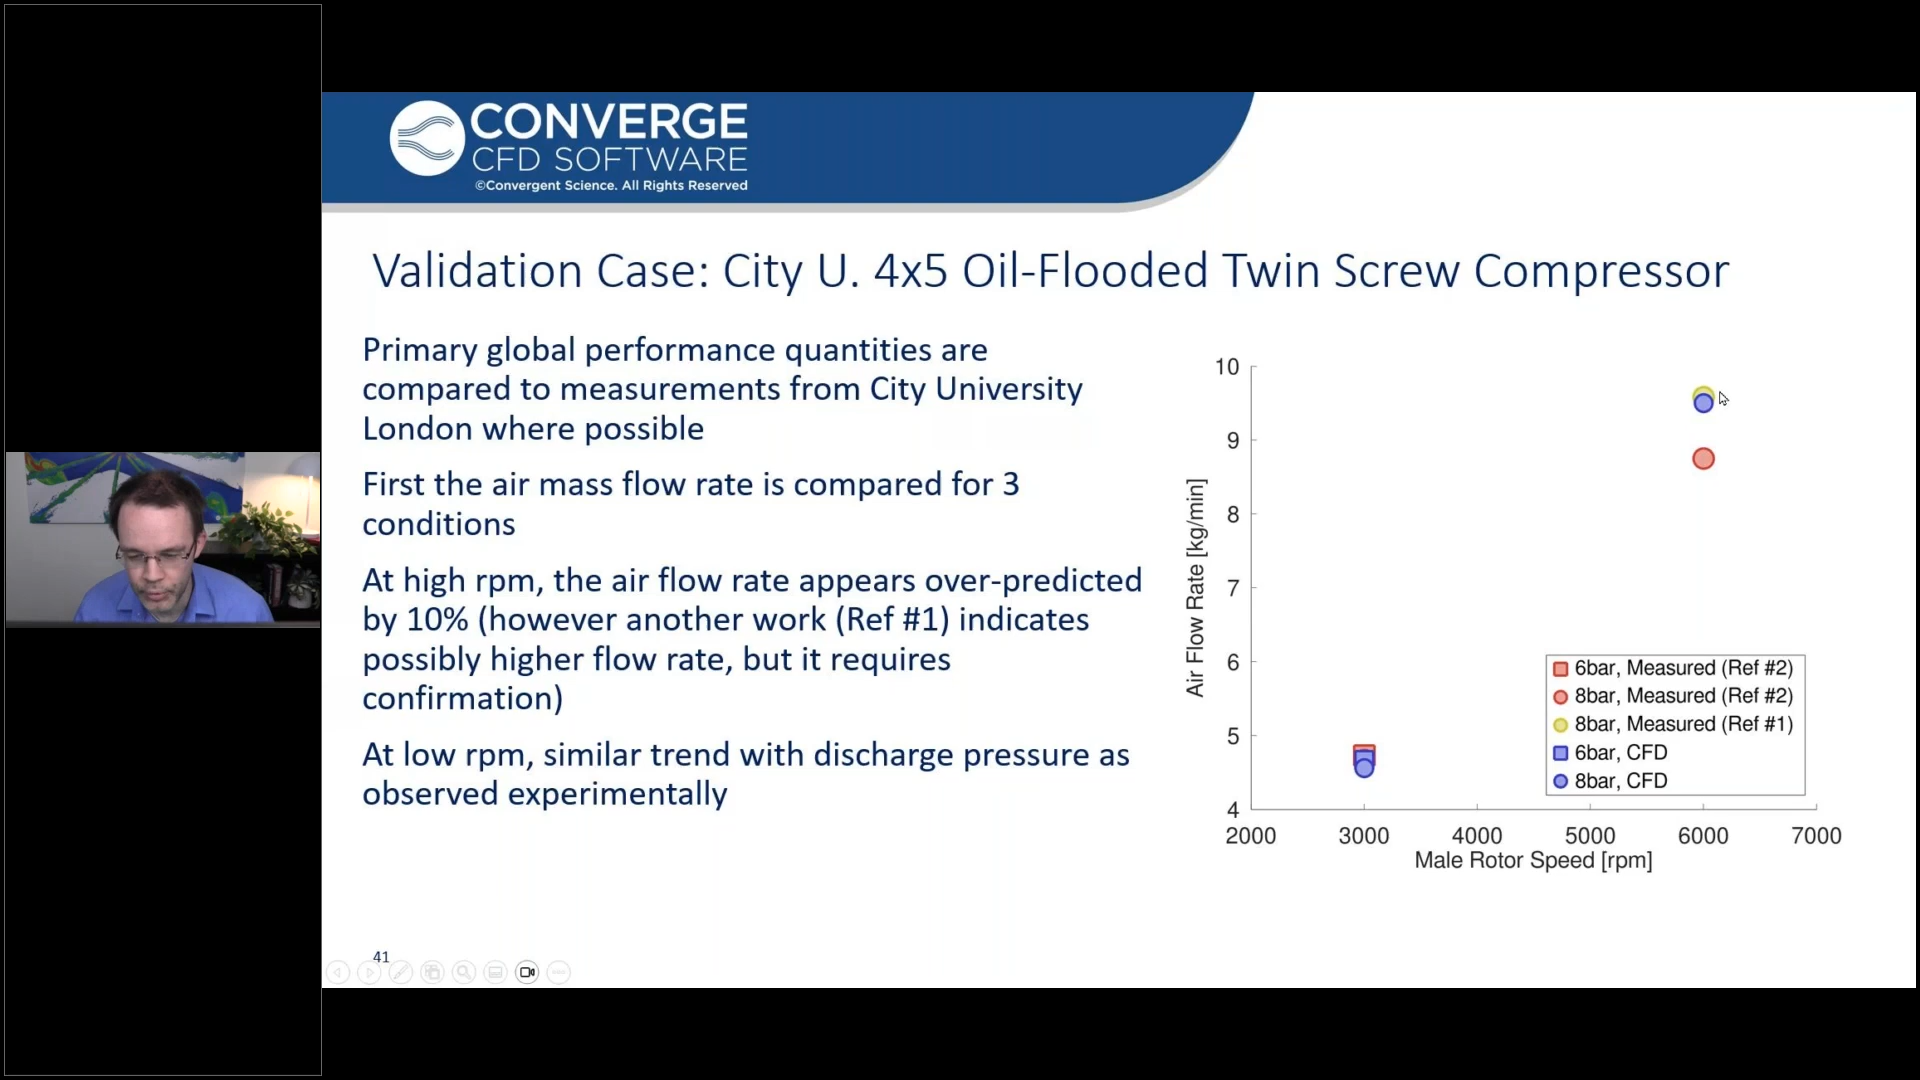 CONVERGE
CFD SOFTWARE
©Convergent Science. All Rights Reserved
Validation Case: City U. 4x5 Oil-Flooded Twin Screw Compressor
Primary global performance quantities are
compared to measurements from City University
London where possible
First the air mass flow rate is compared for 3
conditions
At high rpm, the air flow rate appears over-predicted
by 10% (however another work (Ref #1) indicates
possibly higher flow rate, but it requires
confirmation)
At low rpm, similar trend with discharge pressure as
observed experimentally
10
9
8
7
6
5
4
Air Flow Rate [kg/min]
6bar, Measured (Ref #2)
8bar, Measured (Ref #2)
8bar, Measured (Ref #1)
6bar, CFD
8bar, CFD
2000 3000 4000 5000 6000 7000
Male Rotor Speed [rpm]
41